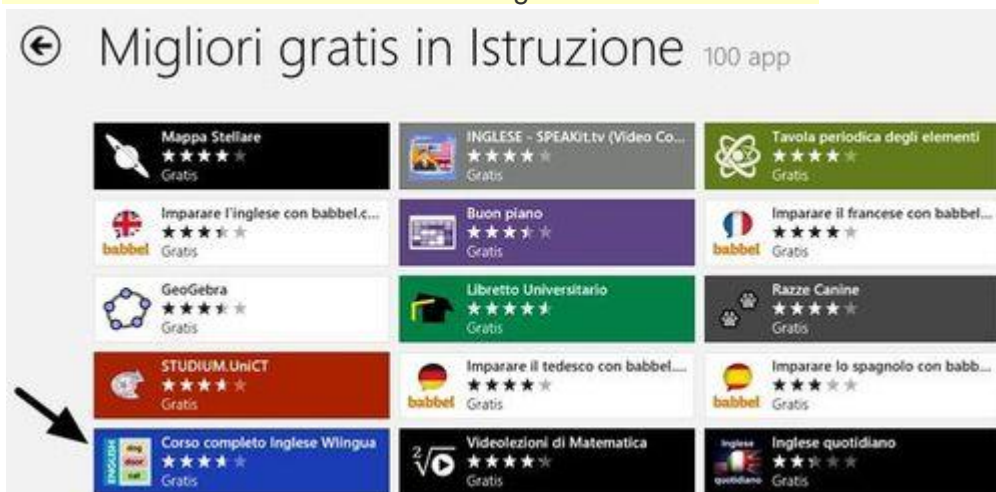 Migliori gratis in Istruzione 100 app
Mappa Stellare
Gratis
INGLESE - SPEAKit.tv (Video Co...
Gratis
Tavola periodica degli elementi
Gratis
babbel
Imparare l'inglese con babbel.c...
Gratis
Buon piano
Gratis
babbel
Imparare il francese con babbel...
Gratis
GeoGebra
Gratis
Libretto Universitario
Gratis
Razze Canine
Gratis
STUDIUM.UniCT
Gratis
babbel
Imparare il tedesco con babbel....
Gratis
babbel
Imparare lo spagnolo con babb...
Gratis
ENGLISH
dog
door
cat
Corso completo Inglese Wlingua
Gratis
2√
Videolezioni di Matematica
Gratis
Inglese
quotidiano
Inglese quotidiano
Gratis